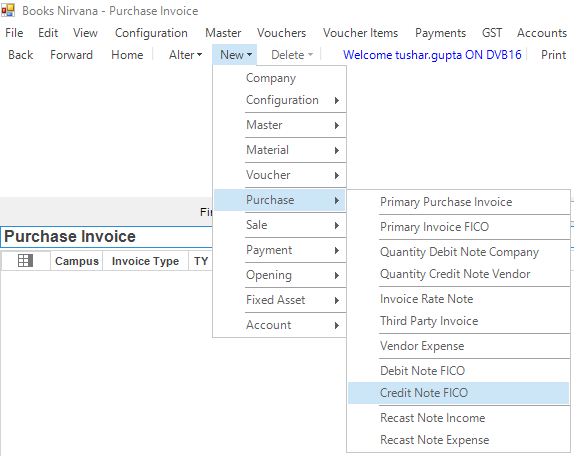 Books Nirvana - Purchase Invoice
File Edit View Configuration Master Vouchers Voucher Items Payments GST Accounts
Back Forward Home Alter New Delete Welcome tushar.gupta ON DVB16 Print
Company
Configuration
Master
Material
Voucher
Purchase
Sale
Payment
Opening
Fixed Asset
Account
Primary Purchase Invoice
Primary Invoice FICO
Quantity Debit Note Company
Quantity Credit Note Vendor
Invoice Rate Note
Third Party Invoice
Vendor Expense
Debit Note FICO
Credit Note FICO
Recast Note Income
Recast Note Expense
Purchase Invoice
Campus Invoice Type TY